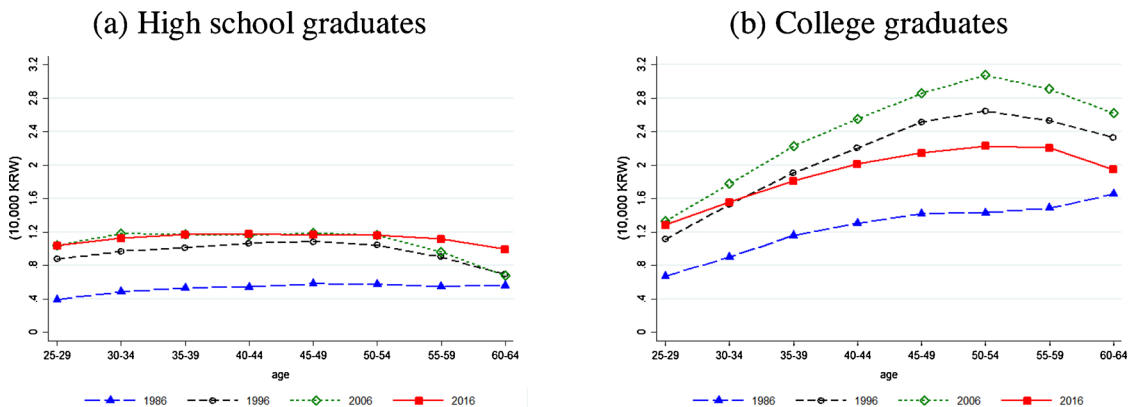 (a) High school graduates
(b) College graduates
(10,000 KRW)
3.2
2.8
2.4
2
1.6
1.2
.8
.4
0
25-29 30-34 35-39 40-44 45-49 50-54 55-59 60-64
age
1986 1996 2006 2016
(10,000 KRW)
3.2
2.8
2.4
2
1.6
1.2
.8
.4
0
25-29 30-34 35-39 40-44 45-49 50-54 55-59 60-64
age
1986 1996 2006 2016